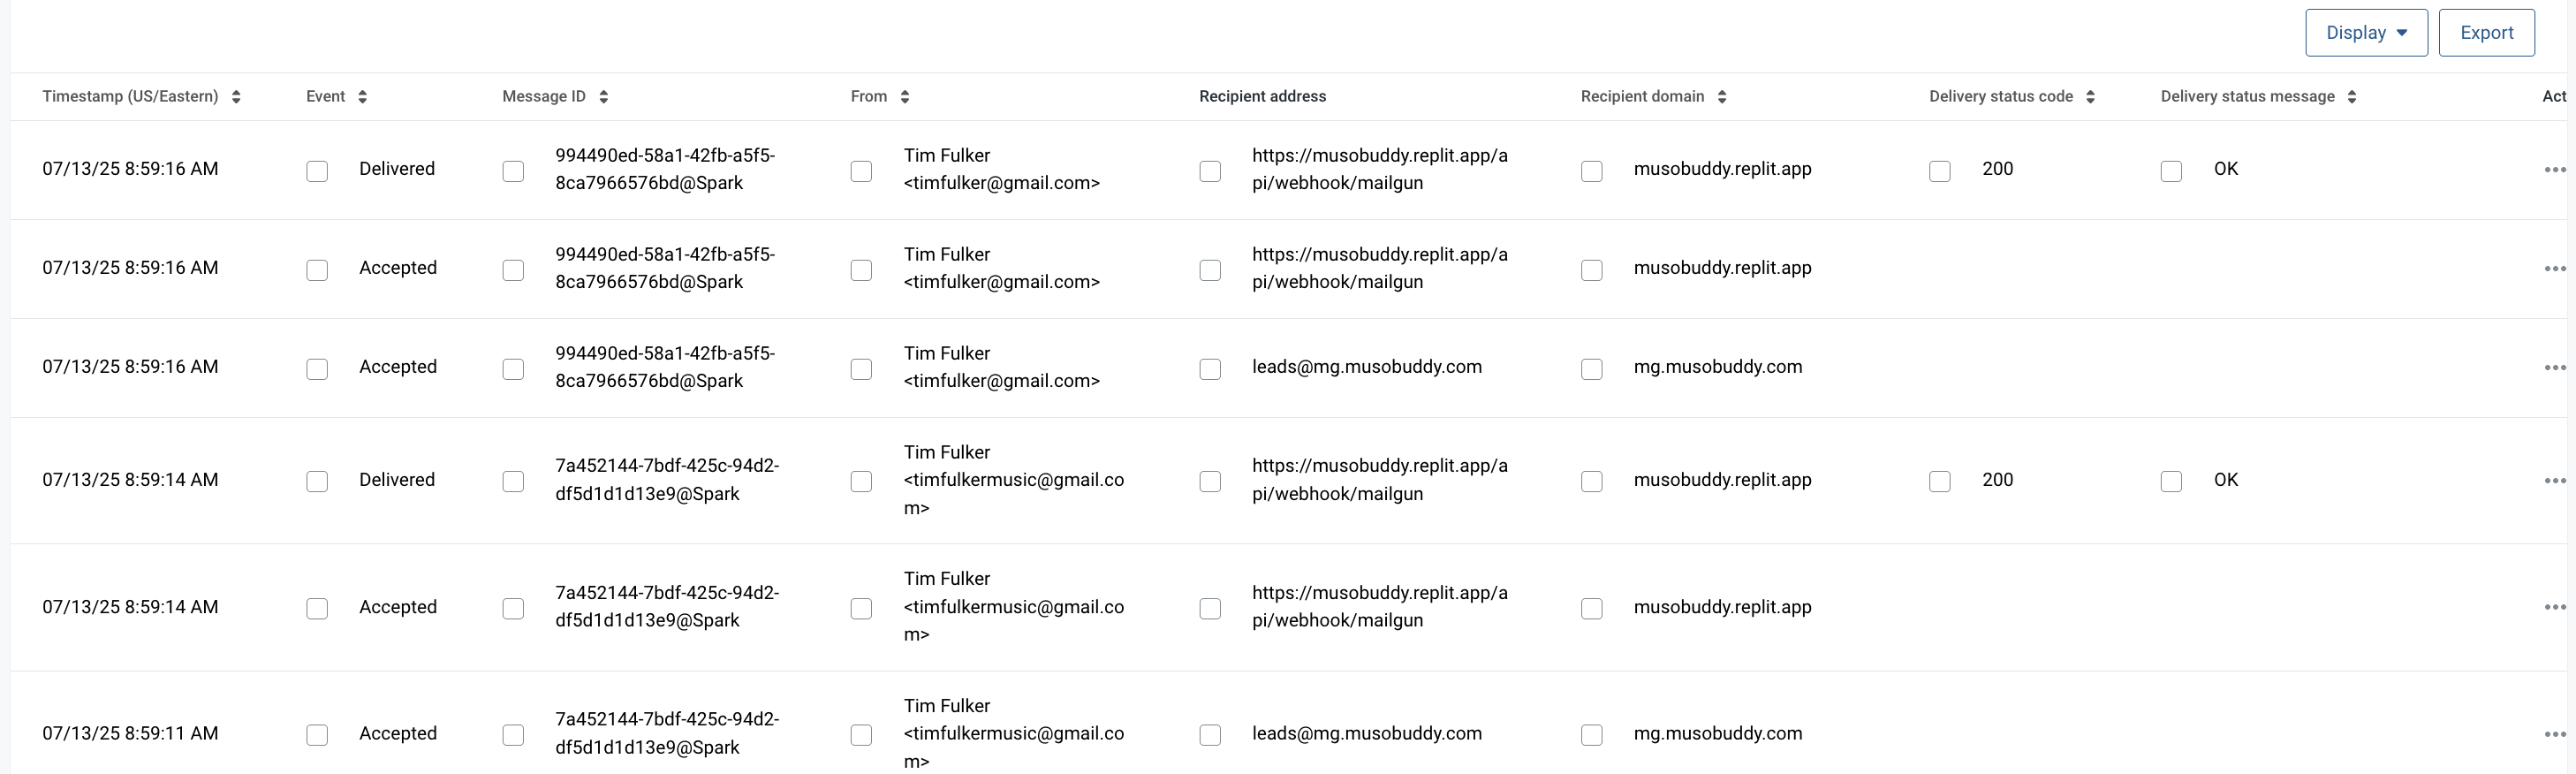 Display Export
Timestamp (US/Eastern) Event Message ID From Recipient address Recipient domain Delivery status code Delivery status message Act
07/13/25 8:59:16 AM Delivered 994490ed-58a1-42fb-a5f5- Tim Fulker https://musobuddy.replit.app/a musobuddy.replit.app 200 OK
8ca7966576bd@Spark <timfulker@gmail.com> pi/webhook/mailgun
07/13/25 8:59:16 AM Accepted 994490ed-58a1-42fb-a5f5- Tim Fulker https://musobuddy.replit.app/a musobuddy.replit.app
8ca7966576bd@Spark <timfulker@gmail.com> pi/webhook/mailgun
07/13/25 8:59:16 AM Accepted 994490ed-58a1-42fb-a5f5- Tim Fulker leads@mg.musobuddy.com mg.musobuddy.com
8ca7966576bd@Spark <timfulker@gmail.com>
Tim Fulker
07/13/25 8:59:14 AM Delivered 7a452144-7bdf-425c-94d2- <timfulkermusic@gmail.co https://musobuddy.replit.app/a musobuddy.replit.app 200 OK
df5d1d1d13e9@Spark m> pi/webhook/mailgun
Tim Fulker
07/13/25 8:59:14 AM Accepted 7a452144-7bdf-425c-94d2- <timfulkermusic@gmail.co https://musobuddy.replit.app/a musobuddy.replit.app
df5d1d1d13e9@Spark m> pi/webhook/mailgun
Tim Fulker
07/13/25 8:59:11 AM Accepted 7a452144-7bdf-425c-94d2- <timfulkermusic@gmail.co leads@mg.musobuddy.com mg.musobuddy.com
df5d1d1d13e9@Spark m>